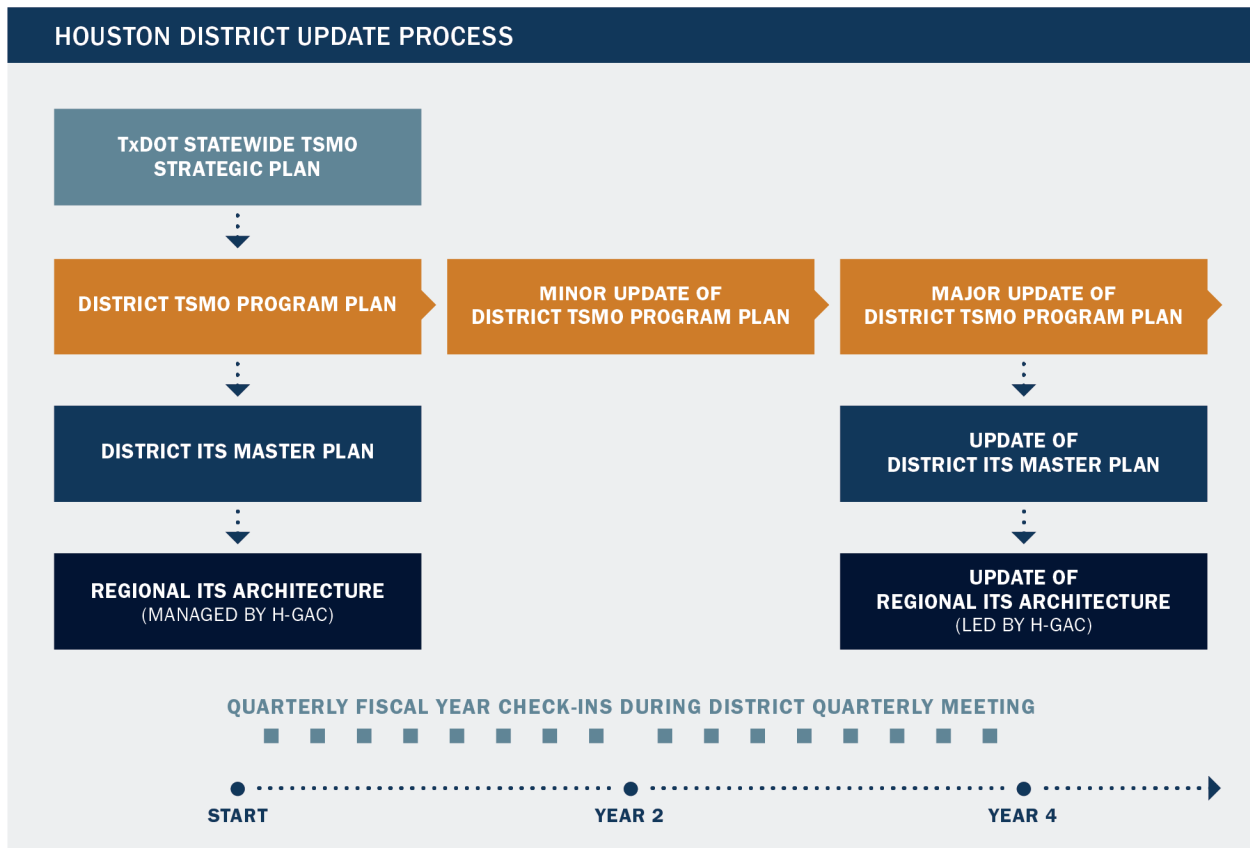 HOUSTON DISTRICT UPDATE PROCESS
TxDOT STATEWIDE TSMO
STRATEGIC PLAN
DISTRICT TSMO PROGRAM PLAN
MINOR UPDATE OF
DISTRICT TSMO PROGRAM PLAN
MAJOR UPDATE OF
DISTRICT TSMO PROGRAM PLAN
DISTRICT ITS MASTER PLAN
UPDATE OF
DISTRICT ITS MASTER PLAN
REGIONAL ITS ARCHITECTURE
(MANAGED BY H-GAC)
UPDATE OF
REGIONAL ITS ARCHITECTURE
(LED BY H-GAC)
QUARTERLY FISCAL YEAR CHECK-INS DURING DISTRICT QUARTERLY MEETING
START
YEAR 2
YEAR 4